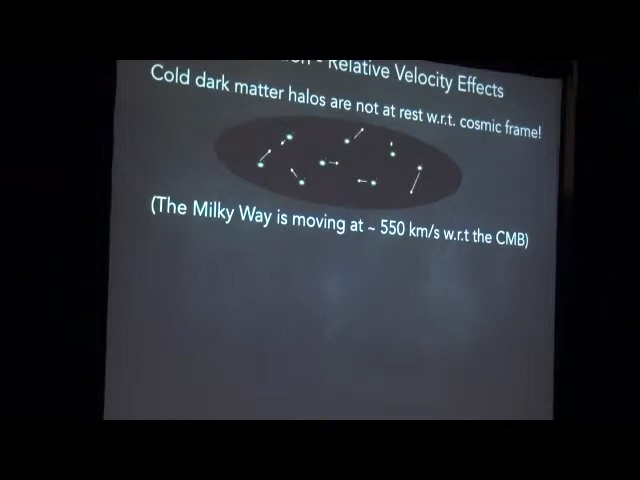 - Relative Velocity Effects
Cold dark matter halos are not at rest w.r.t. cosmic frame!
(The Milky Way is moving at ~ 550 km/s w.r.t the CMB)